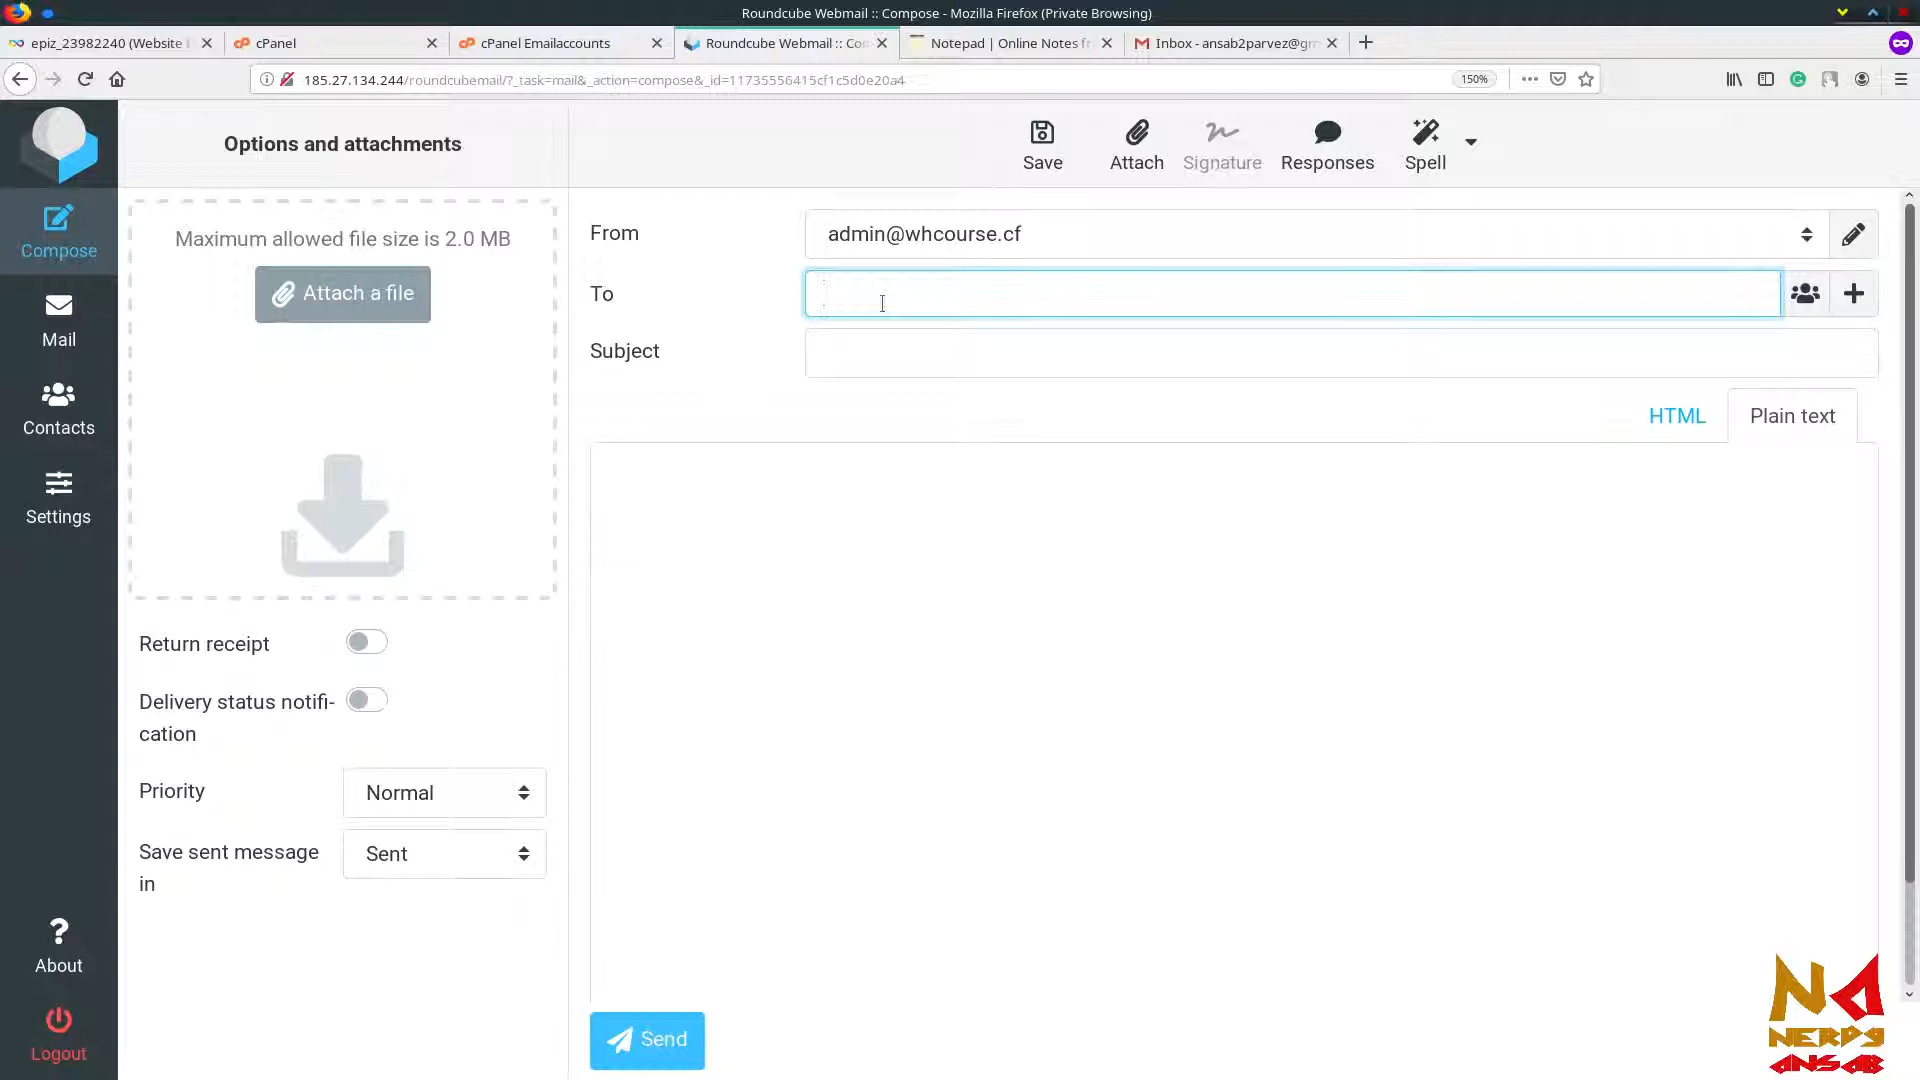 Roundcube Webmail :: Compose - Mozilla Firefox (Private Browsing)
epiz_23982240 (Website
cPanel
cPanel Emailaccounts
Roundcube Webmail :: Co
Notepad | Online Notes fr
Inbox - ansab2parvez@gm
185.27.134.244/roundcubemail/?_task=mail&_action=compose&_id=11735556415cf1c5d0e20a4
150%
Options and attachments
Save
Attach
Signature
Responses
Spell
Compose
Mail
Contacts
Settings
About
Logout
Maximum allowed file size is 2.0 MB
Attach a file
Return receipt
Delivery status notifi-
cation
Priority
Normal
Save sent message
in
Sent
From
admin@whcourse.cf
To
Subject
HTML
Plain text
Send
NA
NERDY
ANSAB